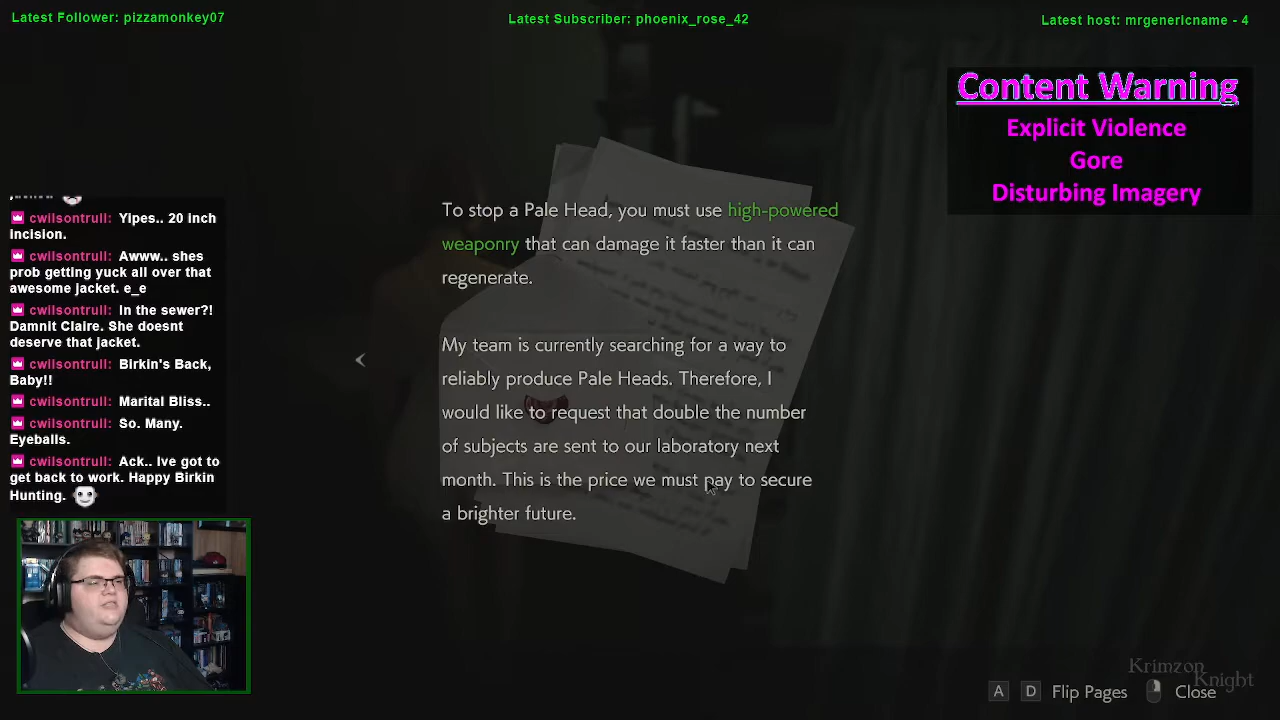 Latest Follower: pizzamonkey07
Latest Subscriber: phoenix_rose_42
Latest host: mrgenericname - 4
Content Warning
Explicit Violence
Gore
Disturbing Imagery
cwilsontrull: Yipes.. 20 inch
incision.
cwilsontrull: Awww.. shes
prob getting yuck all over that
awesome jacket. e_e
cwilsontrull: In the sewer?!
Damnit Claire. She doesnt
deserve that jacket.
cwilsontrull: BIrkin's Back,
Baby!!
cwilsontrull: Marital Bliss..
cwilsontrull: So. Many.
Eyeballs.
cwilsontrull: Ack.. Ive got to
get back to work. Happy Birkin
Hunting.
To stop a Pale Head, you must use high-powered
weaponry that can damage it faster than it can
regenerate.
My team is currently searching for a way to
reliably produce Pale Heads. Therefore, I
would like to request that double the number
of subjects are sent to our laboratory next
month. This is the price we must pay to secure
a brighter future.
Krimzon
Knight
A D Flip Pages Close